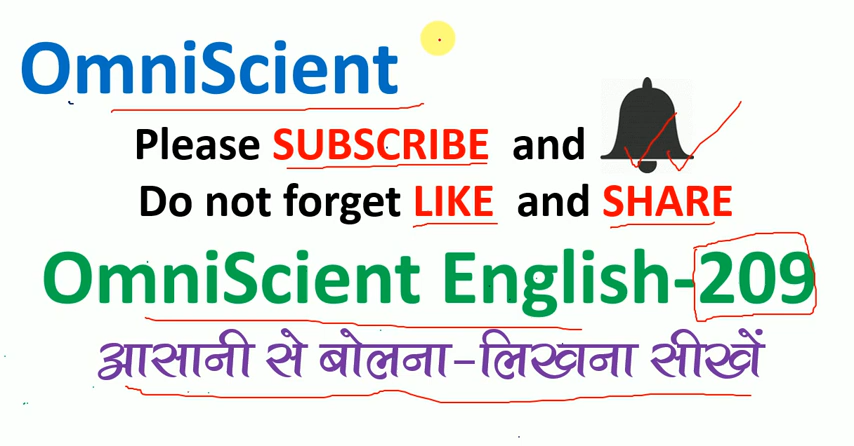 OmniScient
Please SUBSCRIBE and
Do not forget LIKE and SHARE
OmniScient English-209
आसानी से बोलना-लिखना सीखें